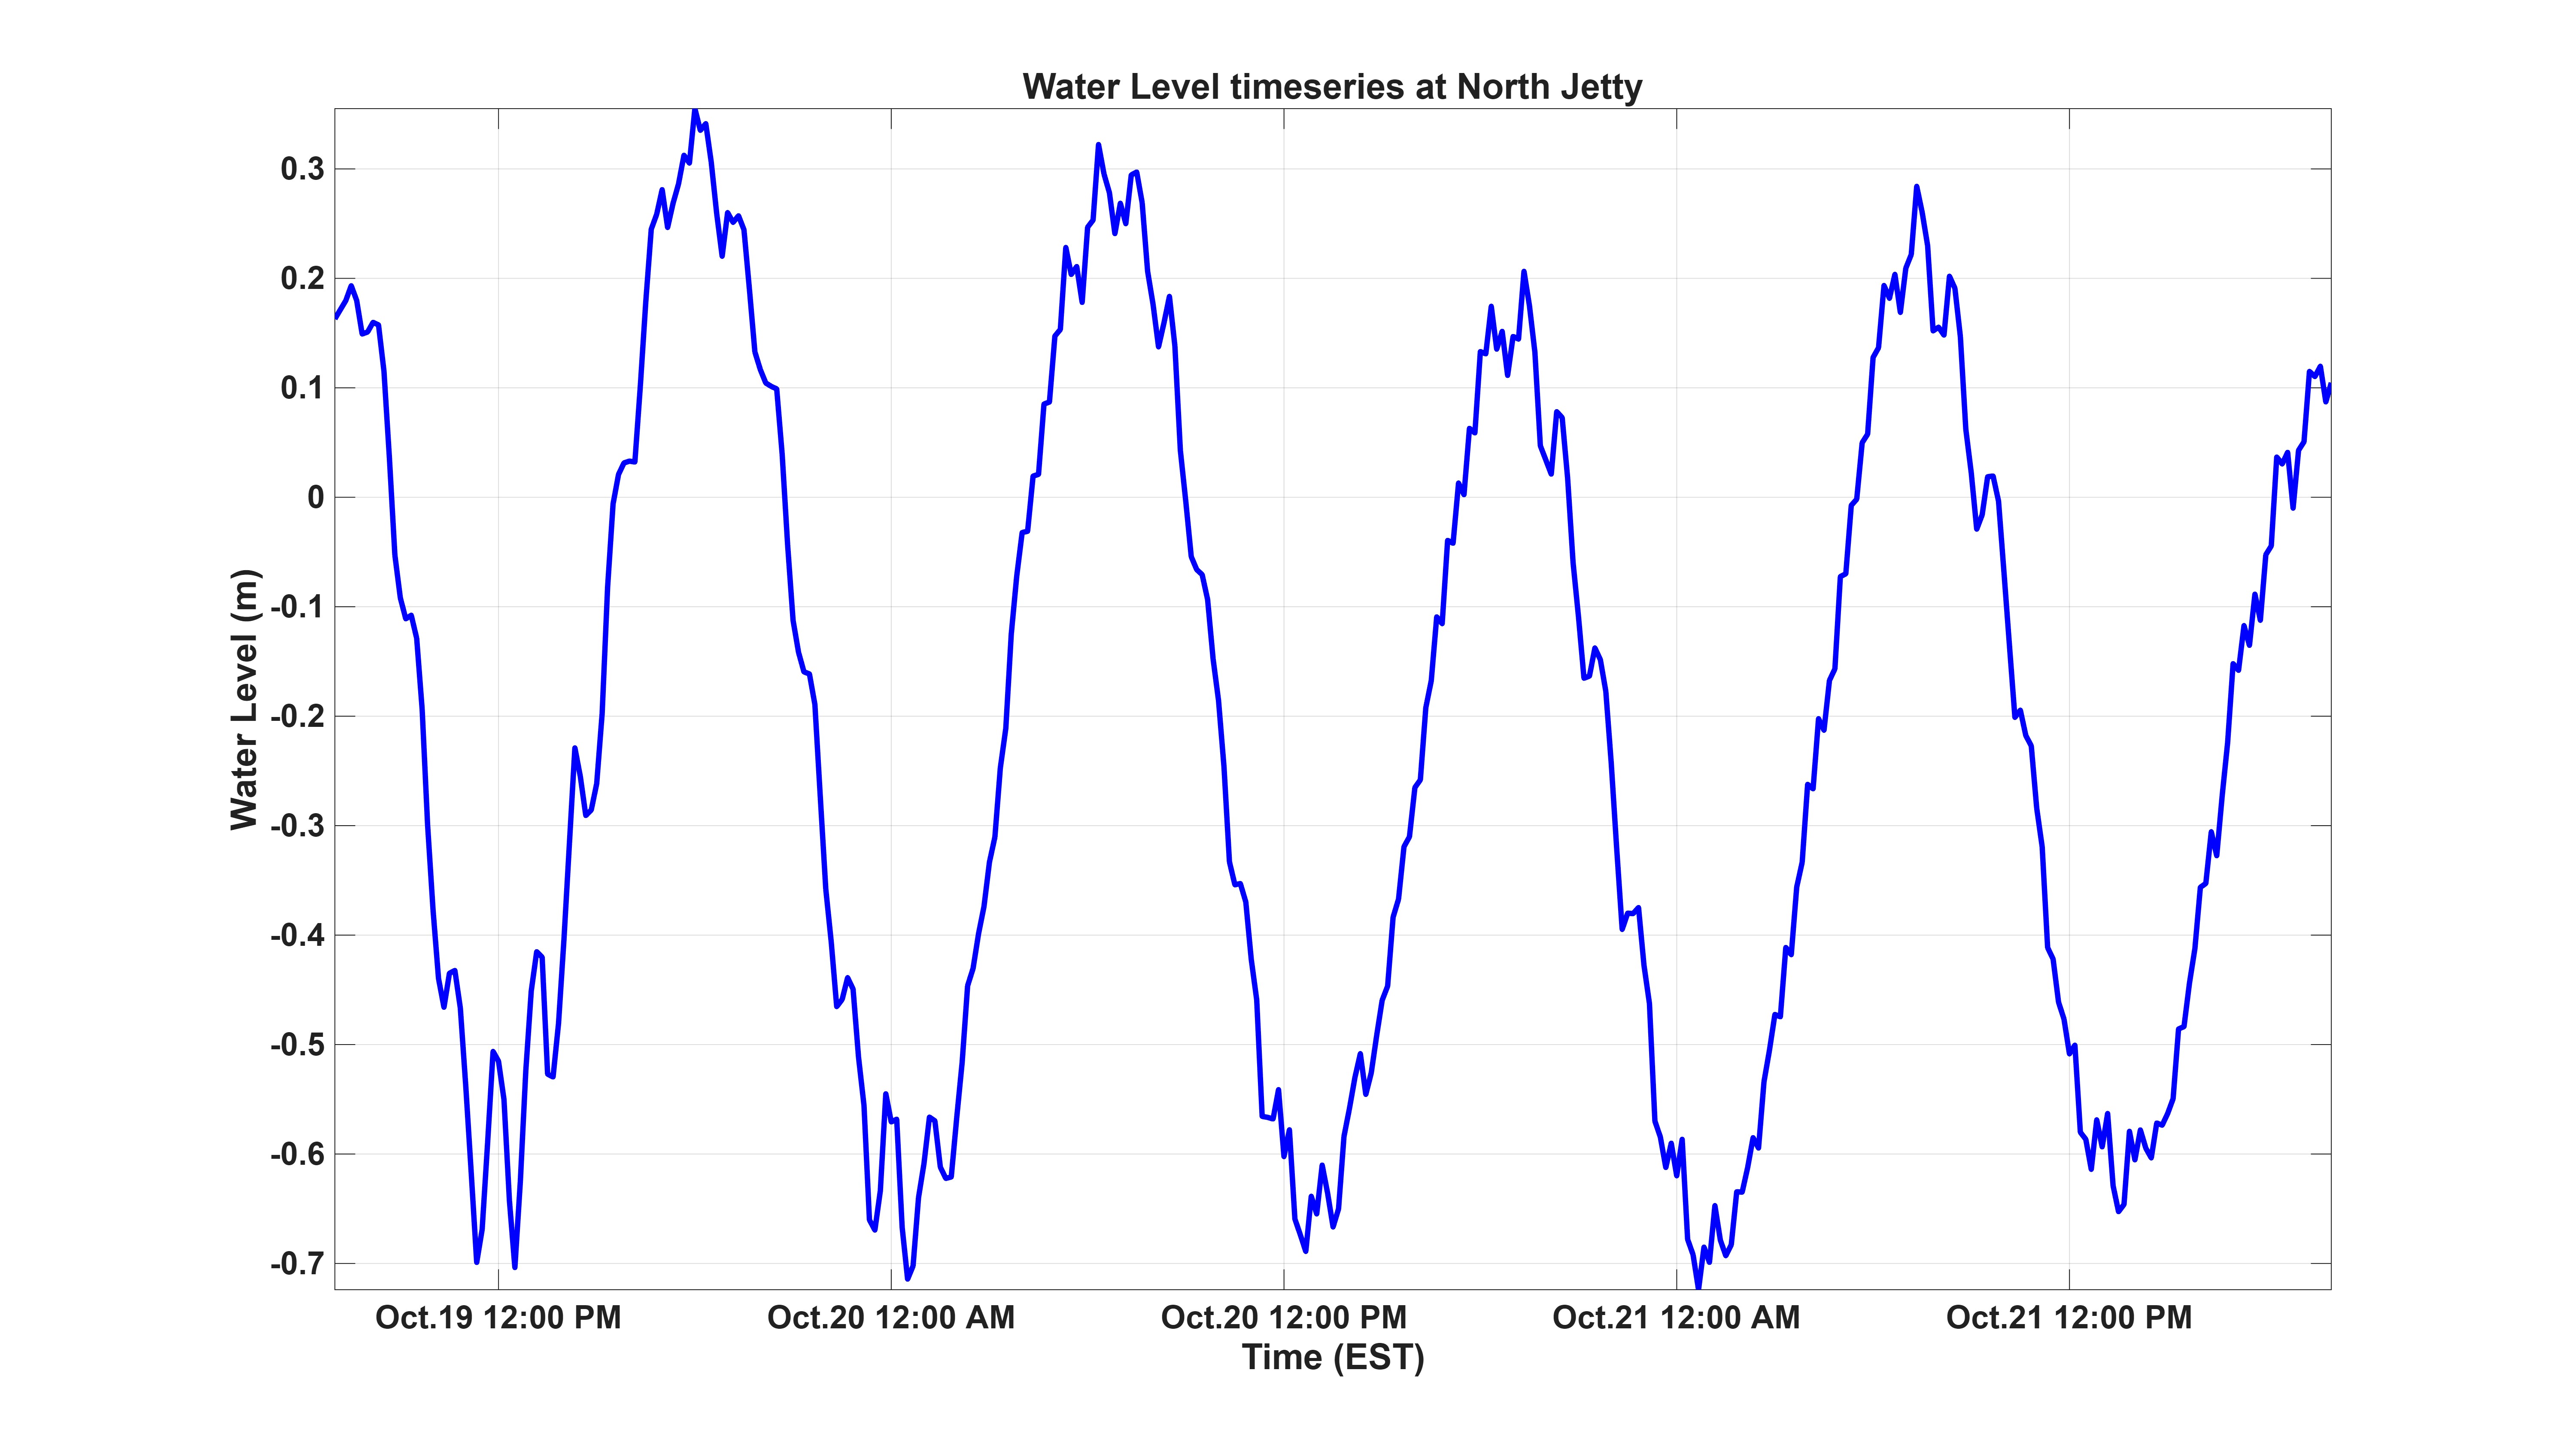 Water Level timeseries at North Jetty
0.3
0.2
0.1
0
-0.1
-0.2
-0.3
-0.4
-0.5
-0.6
-0.7
Water Level (m)
Oct.19 12:00 PM Oct.20 12:00 AM Oct.20 12:00 PM Oct.21 12:00 AM Oct.21 12:00 PM
Time (EST)